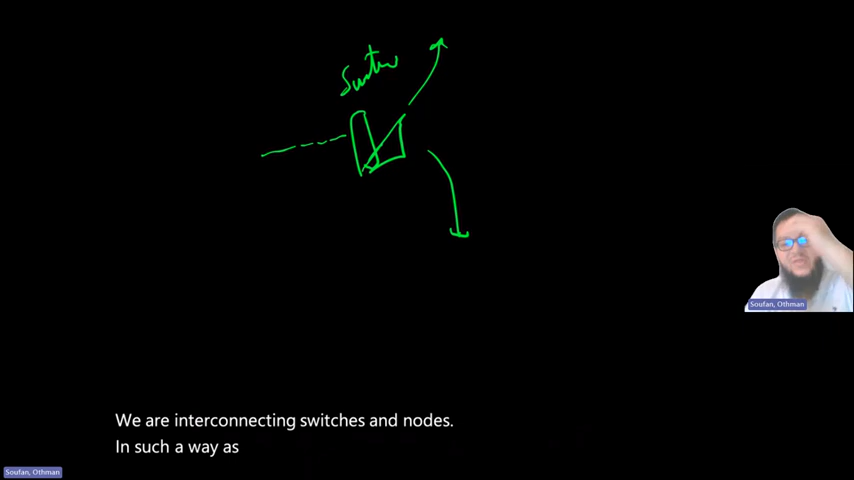 Switch
Soufan, Othman
We are interconnecting switches and nodes.
In such a way as
Soufan, Othman